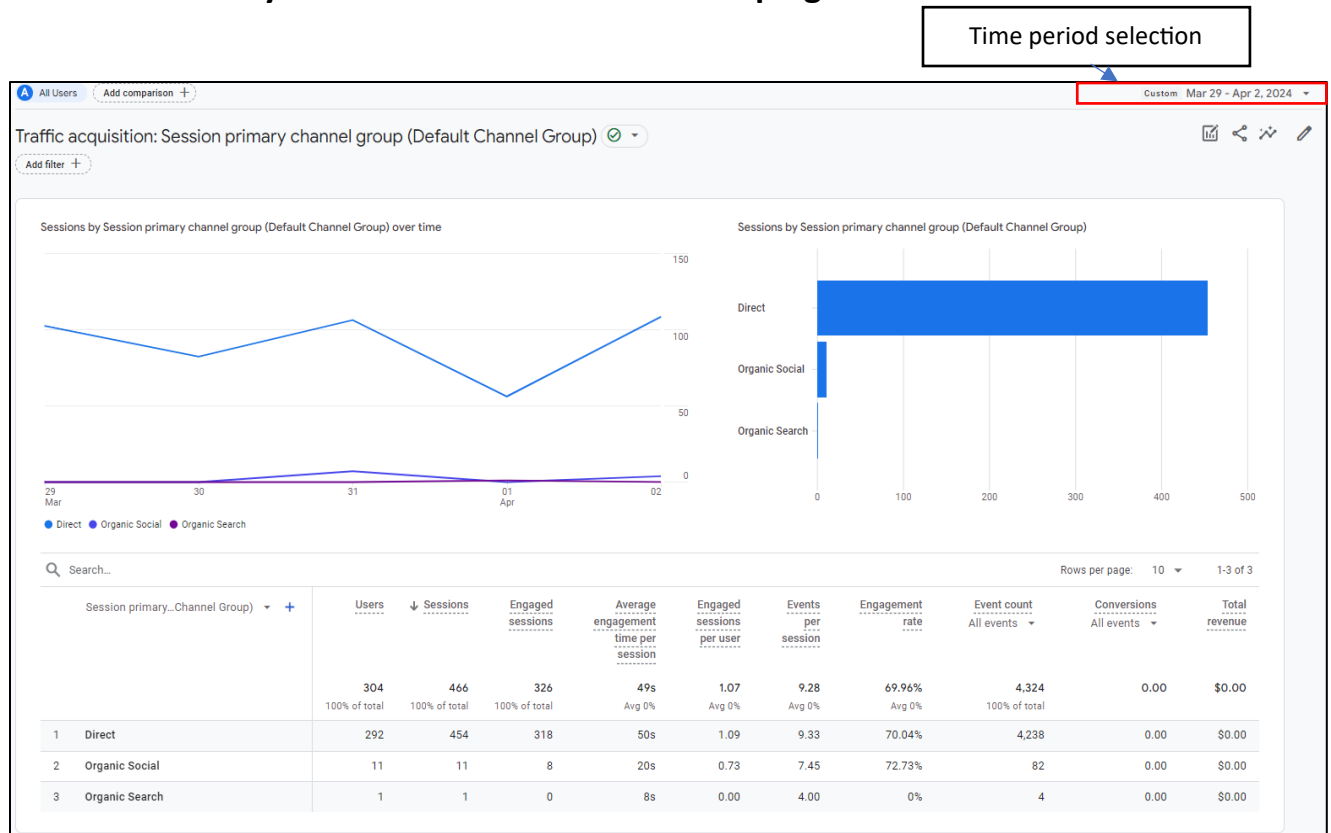 Time period selection
A All Users Add comparison +
Custom Mar 29 - Apr 2, 2024
Traffic acquisition: Session primary channel group (Default Channel Group)
Add filter +
Sessions by Session primary channel group (Default Channel Group) over time
150
100
50
0
29 Mar
30
31
01 Apr
02
Direct Organic Social Organic Search
Sessions by Session primary channel group (Default Channel Group)
Direct
Organic Social
Organic Search
0 100 200 300 400 500
Search...
Rows per page: 10 1-3 of 3
Session primary...Channel Group) +
Users
↓ Sessions
Engaged sessions
Average engagement time per session
Engaged sessions per user
Events per session
Engagement rate
Event count All events
Conversions All events
Total revenue
304 466 326 49s 1.07 9.28 69.96% 4,324 0.00 $0.00
100% of total 100% of total 100% of total Avg 0% Avg 0% Avg 0% Avg 0% 100% of total
1 Direct 292 454 318 50s 1.09 9.33 70.04% 4,238 0.00 $0.00
2 Organic Social 11 11 8 20s 0.73 7.45 72.73% 82 0.00 $0.00
3 Organic Search 1 1 0 8s 0.00 4.00 0% 4 0.00 $0.00